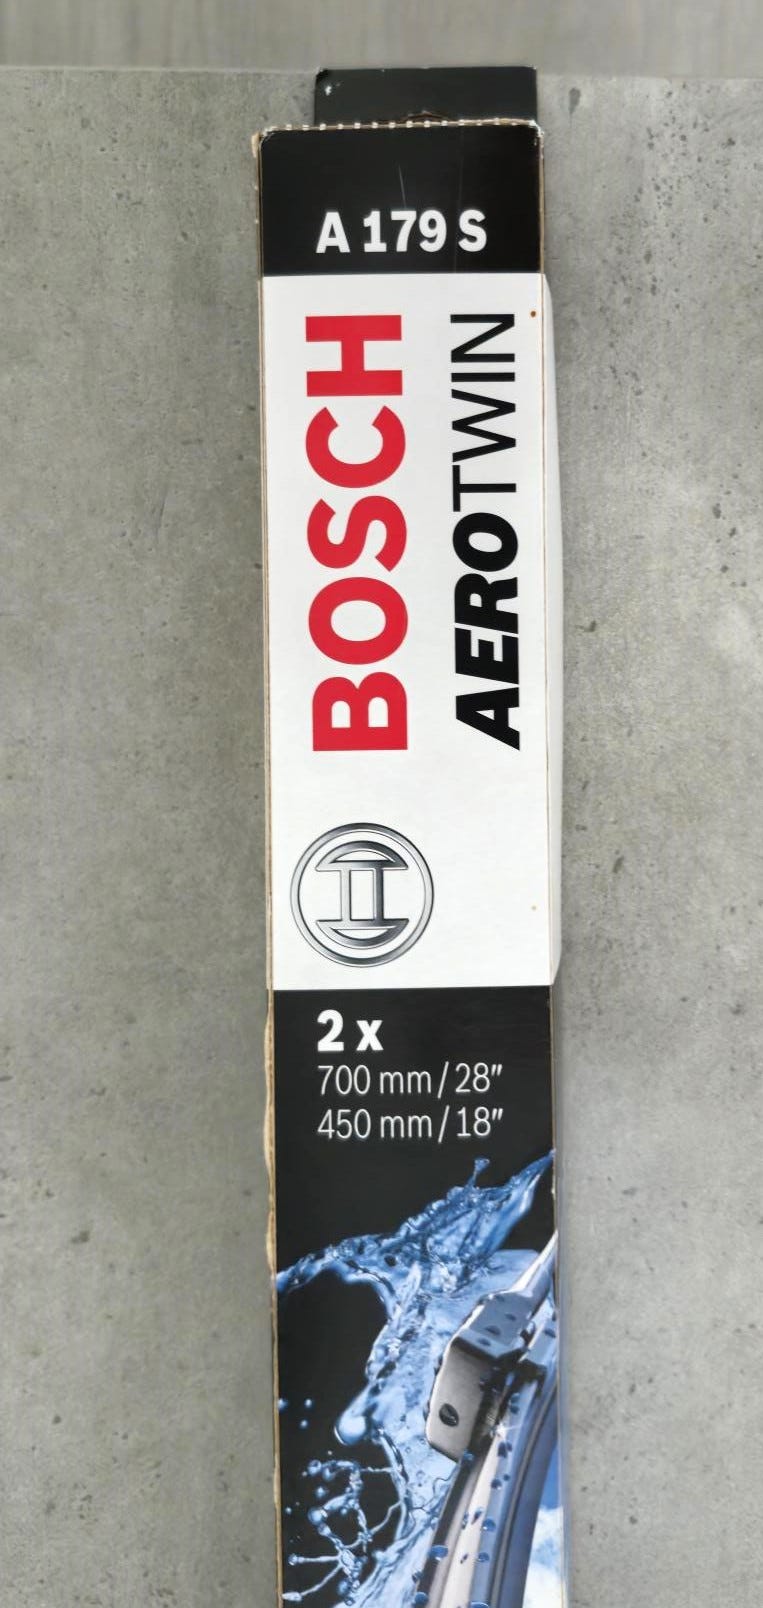 A 179 S
BOSCH
AEROTWIN
2 x
700 mm / 28"
450 mm / 18"